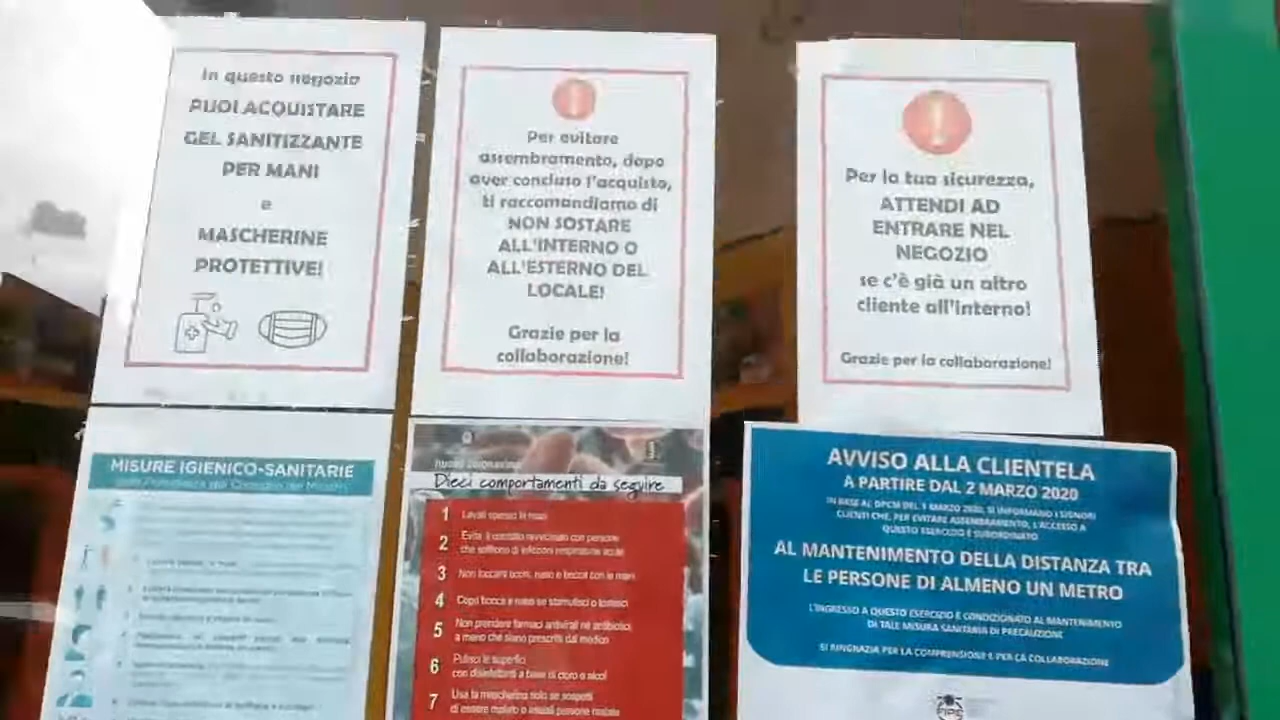 In questo negozio
PUOI ACQUISTARE
GEL SANITIZZANTE
PER MANI
e
MASCHERINE
PROTETTIVE!
Per evitare
assembramento, dopo
aver concluso l'acquisto,
ti raccomandiamo di
NON SOSTARE
ALL'INTERNO O
ALL'ESTERNO DEL
LOCALE!
Grazie per la
collaborazione!
Per la tua sicurezza,
ATTENDI AD
ENTRARE NEL
NEGOZIO
se c'è già un altro
cliente all'interno!
Grazie per la collaborazione!
MISURE IGIENICO-SANITARIE
nuovo coronavirus
Dieci comportamenti da seguire
1 Lavati spesso le mani
2 Evita il contatto ravvicinato con persone
che soffrono di infezioni respiratorie acute
3 Non toccarti occhi, naso e bocca con le mani
4 Copri bocca e naso se starnutisci o tossisci
5 Non prendere farmaci antivirali né antibiotici
a meno che siano prescritti dal medico
6 Pulisci le superfici
con disinfettanti a base di cloro o alcol
7 Usa la mascherina solo se sospetti
di essere malato o assisti persone malate
AVVISO ALLA CLIENTELA
A PARTIRE DAL 2 MARZO 2020
IN BASE AL DPCM DEL 1 MARZO 2020, SI INFORMANO I SIGNORI
CLIENTI CHE, PER EVITARE ASSEMBRAMENTO, L'ACCESSO A
QUESTO ESERCIZIO È SUBORDINATO
AL MANTENIMENTO DELLA DISTANZA TRA
LE PERSONE DI ALMENO UN METRO
L'INGRESSO A QUESTO ESERCIZIO È CONDIZIONATO AL MANTENIMENTO
DI TALE MISURA SANITARIA DI PRECAUZIONE
SI RINGRAZIA PER LA COMPRENSIONE E PER LA COLLABORAZIONE
FIPE